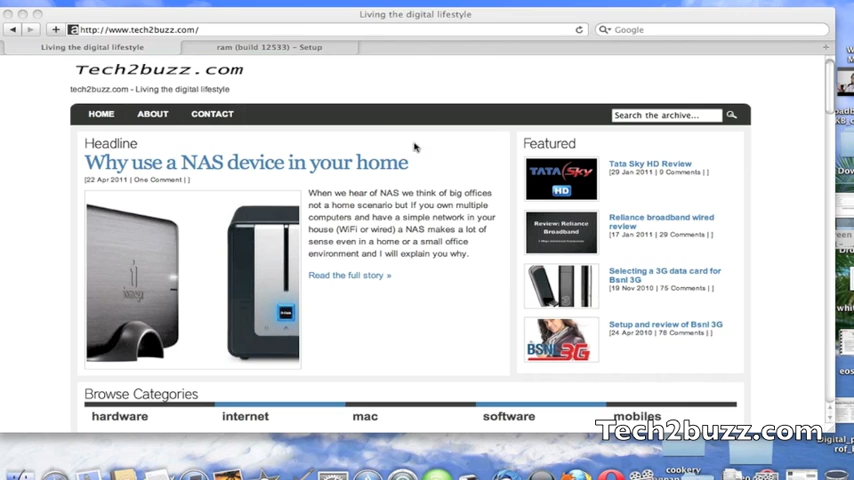 Living the digital lifestyle
http://www.tech2buzz.com/
Google
Living the digital lifestyle
ram (build 12533) - Setup
Tech2buzz.com
tech2buzz.com - Living the digital lifestyle
HOME ABOUT CONTACT
Search the archive...
Headline
Why use a NAS device in your home
[22 Apr 2011 | One Comment | ]
When we hear of NAS we think of big offices
not a home scenario but If you own multiple
computers and have a simple network in your
house (WiFi or wired) a NAS makes a lot of
sense even in a home or a small office
environment and I will explain you why.
Read the full story »
Featured
TATA Sky
HD
Tata Sky HD Review
[29 Jan 2011 | 9 Comments | ]
Review: Reliance
Broadband
Reliance broadband wired
review
[17 Jan 2011 | 29 Comments | ]
Selecting a 3G data card for
Bsnl 3G
[19 Nov 2010 | 75 Comments | ]
BSNL 3G
Setup and review of Bsnl 3G
[24 Apr 2010 | 78 Comments | ]
Browse Categories
hardware internet mac software mobiles
Tech2buzz.com
cookery